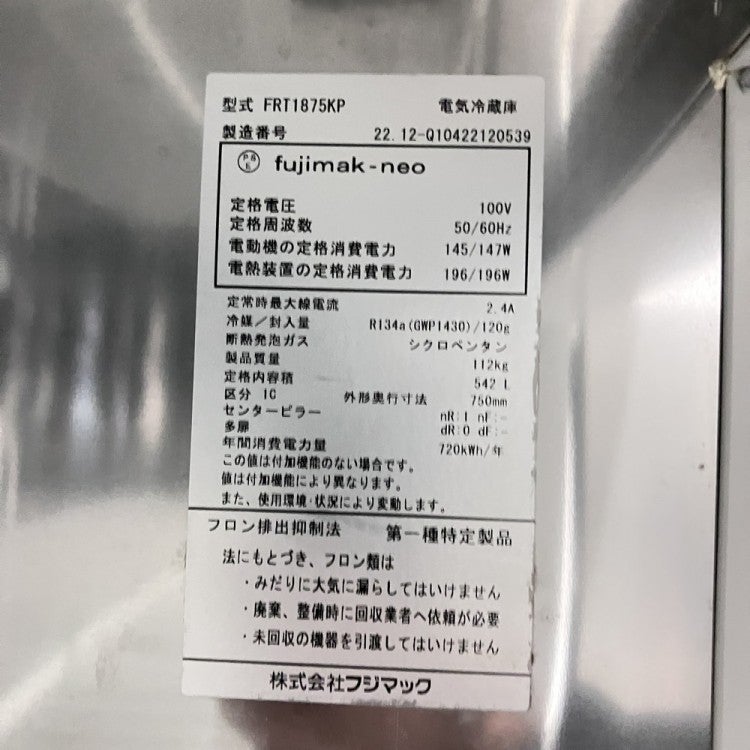 型式 FRT1875KP 電気冷蔵庫
製造番号 22.12-Q10422120539
PSE fujimak-neo
定格電圧 100V
定格周波数 50/60Hz
電動機の定格消費電力 145/147W
電熱装置の定格消費電力 196/196W
定常時最大線電流 2.4A
冷媒/封入量 R134a(GWP1430)/120g
断熱発泡ガス シクロペンタン
製品質量 112kg
定格内容積 542 L
区分 1C 外形奥行寸法 750mm
センターピラー nR:1 nF:-
多扉 dR:0 dF:-
年間消費電力量 720kWh/年
この値は付加機能のない場合です。
値は付加機能により異なります。
また、使用環境・状況により変動します。
フロン排出抑制法 第一種特定製品
法にもとづき、フロン類は
・みだりに大気に漏らしてはいけません
・廃棄、整備時に回収業者へ依頼が必要
・未回収の機器を引渡してはいけません
株式会社フジマック